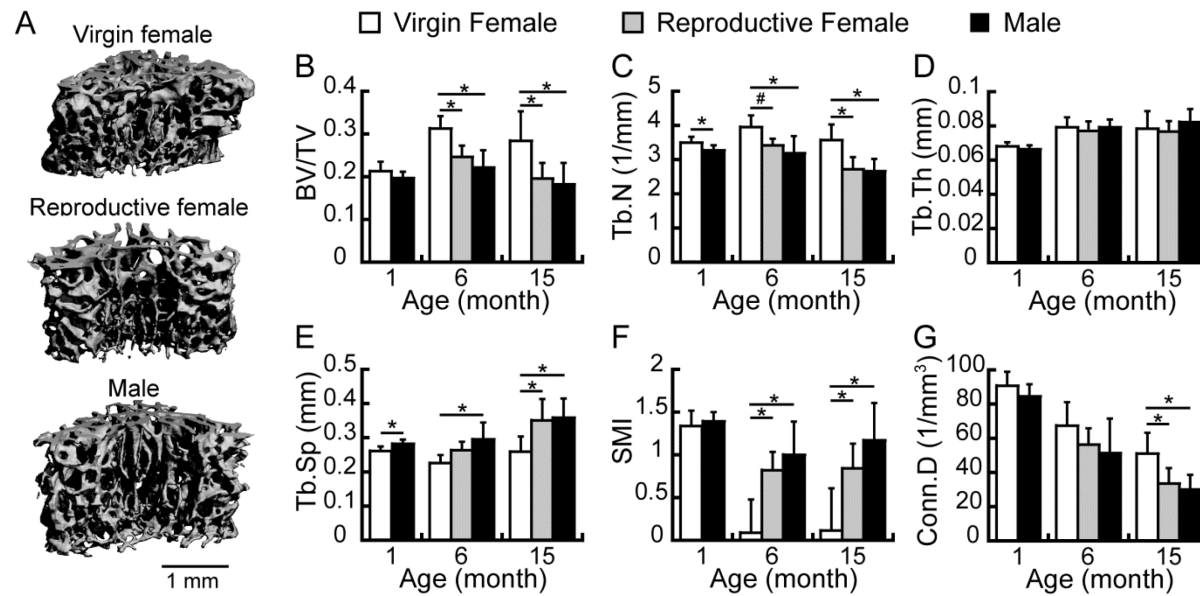 A
Virgin female
Reproductive female
Male
1 mm
Virgin Female Reproductive Female Male
B
BV/TV
0.4
0.3
0.2
0.1
0
* * * *
1 6 15
Age (month)
C
Tb.N (1/mm)
5
4
3
2
1
0
* # * * *
1 6 15
Age (month)
D
Tb.Th (mm)
0.1
0.08
0.06
0.04
0.02
0
1 6 15
Age (month)
E
Tb.Sp (mm)
0.5
0.4
0.3
0.2
0.1
0
* * * *
1 6 15
Age (month)
F
SMI
2
1.5
1
0.5
0
* * * *
1 6 15
Age (month)
G
Conn.D (1/mm³)
100
80
60
40
20
0
* *
1 6 15
Age (month)